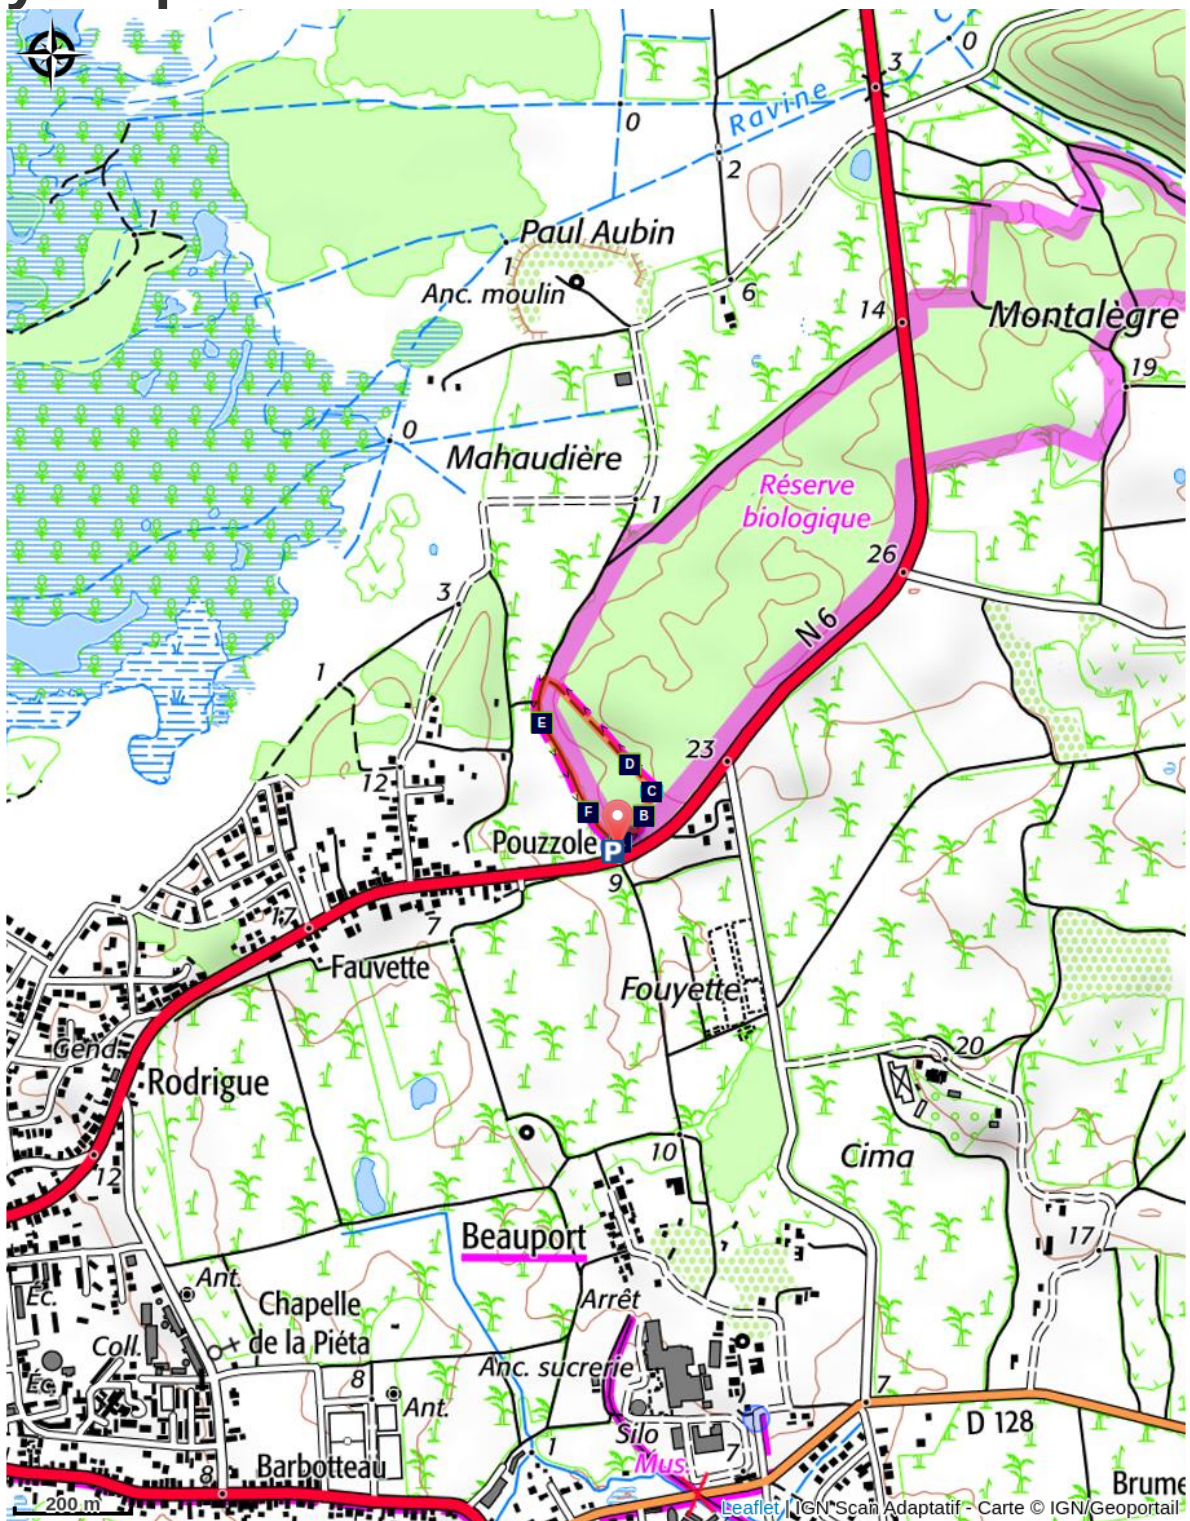 0
3
Ravine
0
2
1
Paul Aubin
1
Anc. moulin
6
14
Montalègre
19
0
Mahaudière
Réserve
biologique
1
26
3
N 6
1
E
23
D
12
C
F
B
Pouzzole
P
9
17
7
Fauvette
Fouyette
Gend.
20
Rodrigue
10
Cima
12
Beauport
17
Ant.
Éc.
Chapelle
de la Piéta
Arrêt
Coll.
Anc. sucrerie
Éc.
8
7
Ant.
D 128
Silo
1
7
Barbotteau
Mus.
8
Brume
200 m
Leaflet | IGN Scan Adaptatif - Carte © IGN/Geoportail